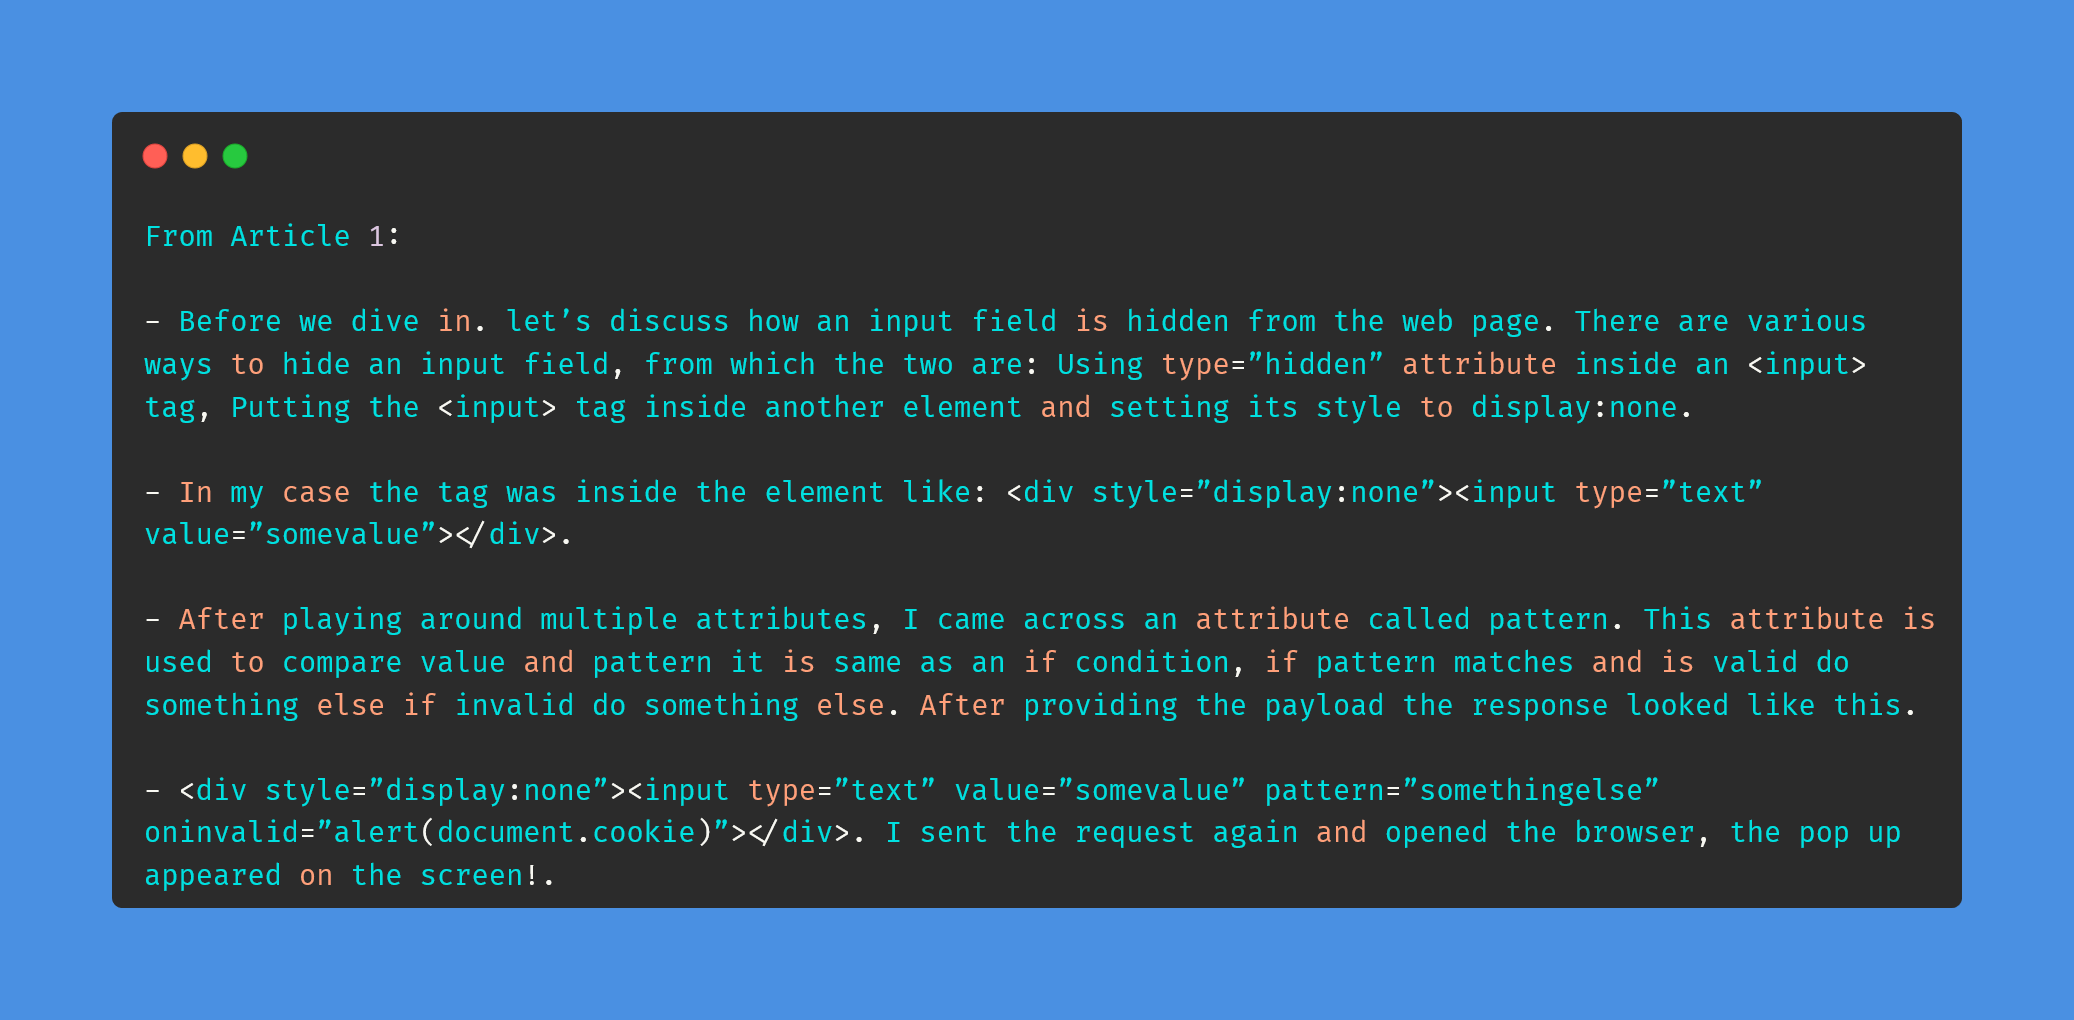 From Article 1:
- Before we dive in. let’s discuss how an input field is hidden from the web page. There are various
ways to hide an input field, from which the two are: Using type=”hidden” attribute inside an <input>
tag, Putting the <input> tag inside another element and setting its style to display:none.
- In my case the tag was inside the element like: <div style=”display:none”><input type=”text”
value=”somevalue”></div>.
- After playing around multiple attributes, I came across an attribute called pattern. This attribute is
used to compare value and pattern it is same as an if condition, if pattern matches and is valid do
something else if invalid do something else. After providing the payload the response looked like this.
- <div style=”display:none”><input type=”text” value=”somevalue” pattern=”somethingelse”
oninvalid=”alert(document.cookie)”></div>. I sent the request again and opened the browser, the pop up
appeared on the screen!.